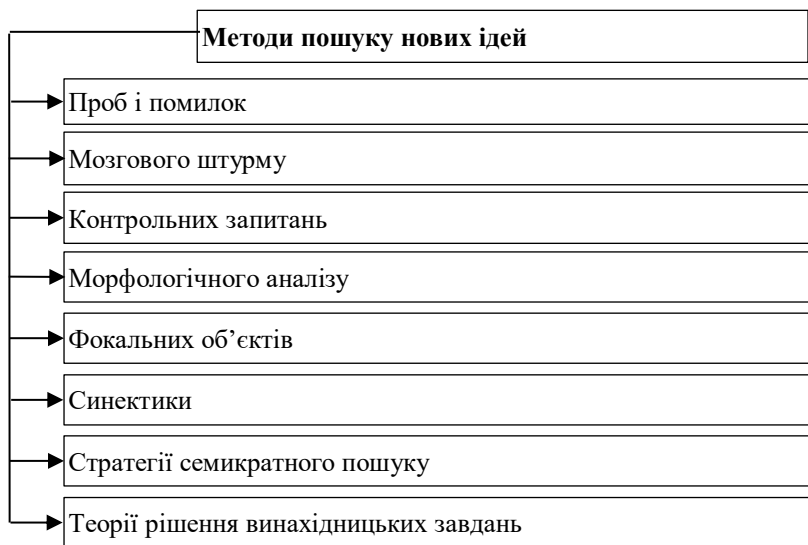 Методи пошуку нових ідей
Проб і помилок
Мозгового штурму
Контрольних запитань
Морфологічного аналізу
Фокальних об’єктів
Синектики
Стратегії семикратного пошуку
Теорії рішення винахідницьких завдань